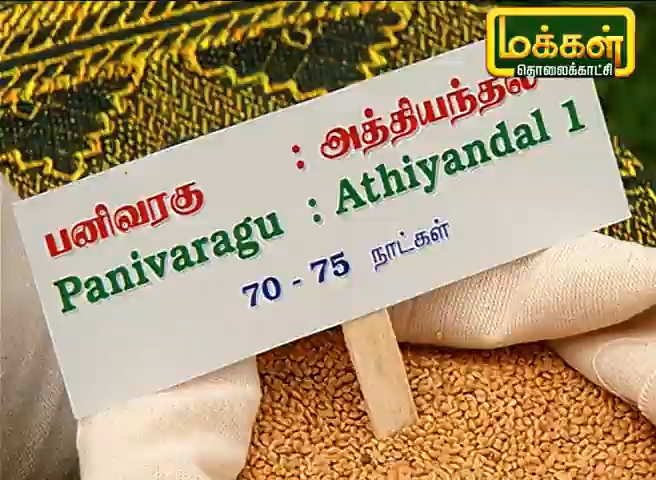 மக்கள்
தொலைக்காட்சி
பனிவரகு : அத்தியந்தல்
Panivaragu : Athiyandal 1
70 - 75 நாட்கள்